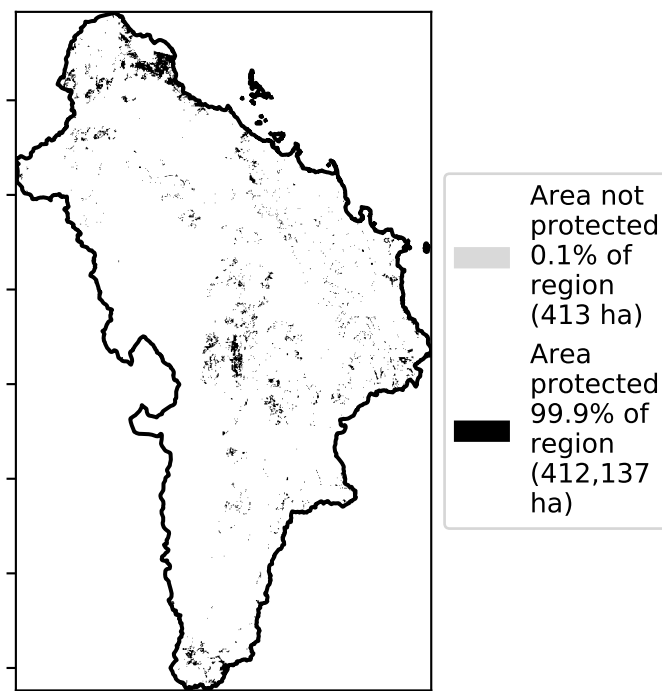 Area not
protected
0.1% of
region
(413 ha)
Area
protected
99.9% of
region
(412,137
ha)